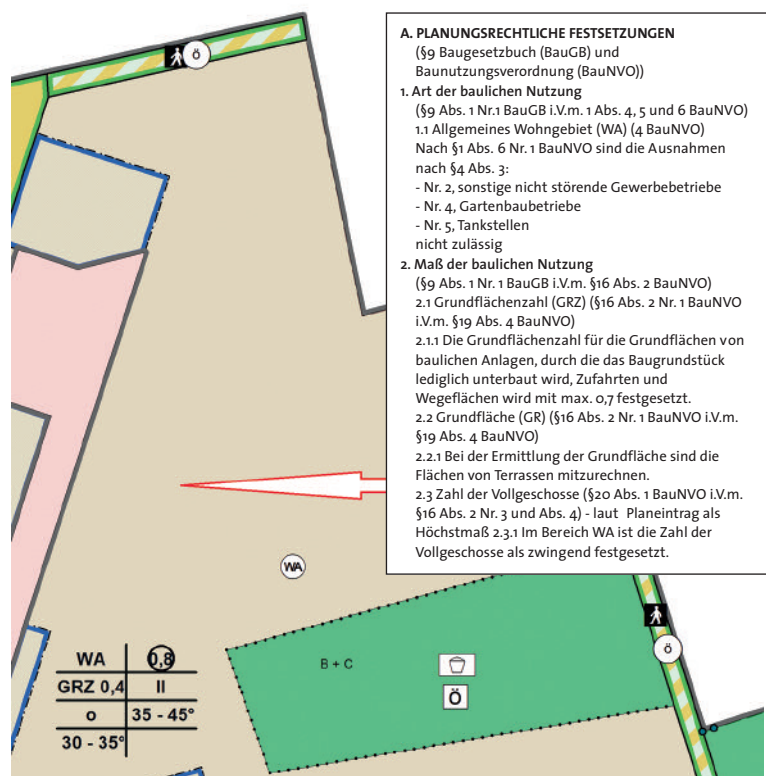 ö
A. PLANUNGSRECHTLICHE FESTSETZUNGEN
(§9 Baugesetzbuch (BauGB) und
Baunutzungsverordnung (BauNVO))
1. Art der baulichen Nutzung
(§9 Abs. 1 Nr.1 BauGB i.V.m. 1 Abs. 4, 5 und 6 BauNVO)
1.1 Allgemeines Wohngebiet (WA) (4 BauNVO)
Nach §1 Abs. 6 Nr. 1 BauNVO sind die Ausnahmen
nach §4 Abs. 3:
- Nr. 2, sonstige nicht störende Gewerbebetriebe
- Nr. 4, Gartenbaubetriebe
- Nr. 5, Tankstellen
nicht zulässig
2. Maß der baulichen Nutzung
(§9 Abs. 1 Nr. 1 BauGB i.V.m. §16 Abs. 2 BauNVO)
2.1 Grundflächenzahl (GRZ) (§16 Abs. 2 Nr. 1 BauNVO
i.V.m. §19 Abs. 4 BauNVO)
2.1.1 Die Grundflächenzahl für die Grundflächen von
baulichen Anlagen, durch die das Baugrundstück
lediglich unterbaut wird, Zufahrten und
Wegeflächen wird mit max. 0,7 festgesetzt.
2.2 Grundfläche (GR) (§16 Abs. 2 Nr. 1 BauNVO i.V.m.
§19 Abs. 4 BauNVO)
2.2.1 Bei der Ermittlung der Grundfläche sind die
Flächen von Terrassen mitzurechnen.
2.3 Zahl der Vollgeschosse (§20 Abs. 1 BauNVO i.V.m.
§16 Abs. 2 Nr. 3 und Abs. 4) - laut Planeintrag als
Höchstmaß 2.3.1 Im Bereich WA ist die Zahl der
Vollgeschosse als zwingend festgesetzt.
WA
ö
B + C
Ö
WA 0,8
GRZ 0,4 II
o 35 - 45°
30 - 35°